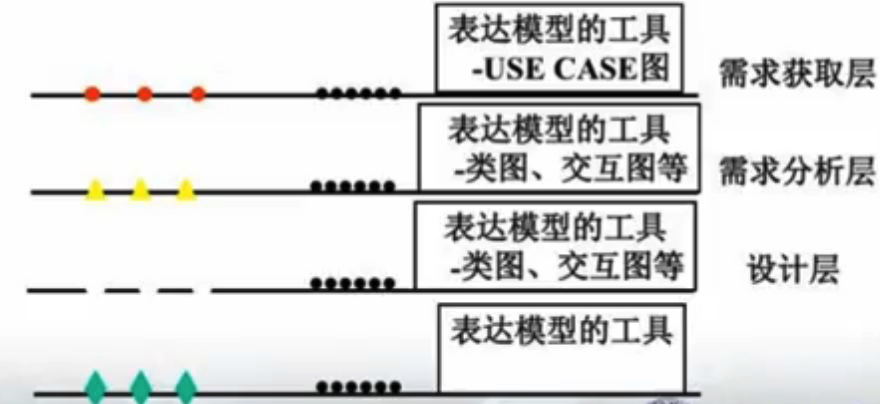 表达模型的工具
-USE CASE图
需求获取层
表达模型的工具
-类图、交互图等
需求分析层
表达模型的工具
-类图、交互图等
设计层
表达模型的工具